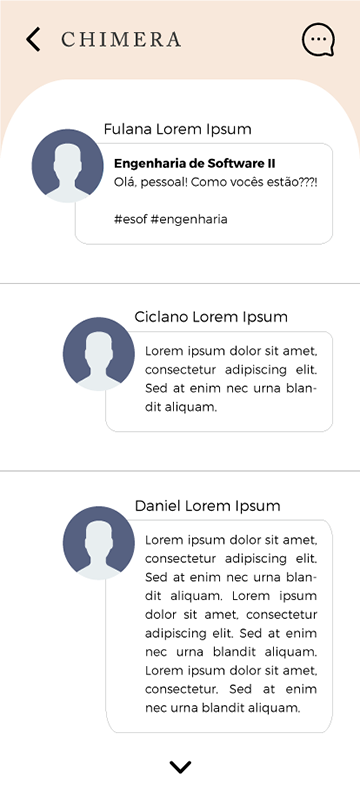 CHIMERA
Fulana Lorem Ipsum
Engenharia de Software II
Olá, pessoal! Como vocês estão???!
#esof #engenharia
Ciclano Lorem Ipsum
Lorem ipsum dolor sit amet,
consectetur adipiscing elit.
Sed at enim nec urna blan-
dit aliquam.
Daniel Lorem Ipsum
Lorem ipsum dolor sit amet,
consectetur adipiscing elit.
Sed at enim nec urna blan-
dit aliquam. Lorem ipsum
dolor sit amet, consectetur
adipiscing elit. Sed at enim
nec urna blandit aliquam.
Lorem ipsum dolor sit amet,
consectetur. Sed at enim
nec urna blandit aliquam.